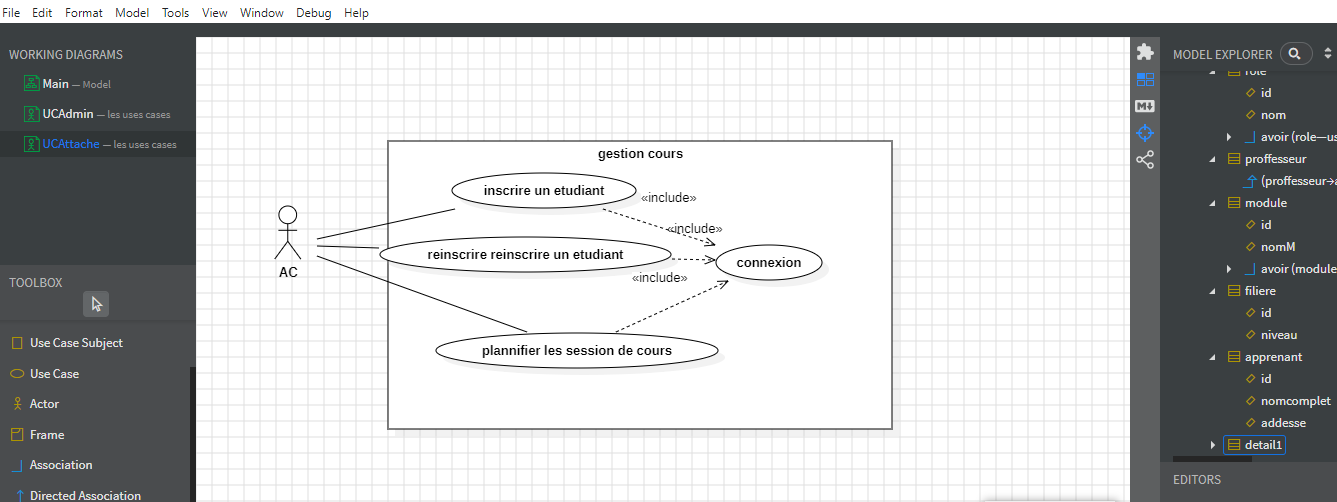 File Edit Format Model Tools View Window Debug Help
WORKING DIAGRAMS
Main — Model
UCAdmin — les uses cases
UCAttache — les uses cases
TOOLBOX
Use Case Subject
Use Case
Actor
Frame
Association
Directed Association
gestion cours
inscrire un etudiant
«include»
«include»
AC
reinscrire reinscrire un etudiant
connexion
«include»
plannifier les session de cours
MODEL EXPLORER
role
id
nom
avoir (role—us
proffesseur
(proffesseur→a
module
id
nomM
avoir (module
filiere
id
niveau
apprenant
id
nomcomplet
addesse
detail1
EDITORS